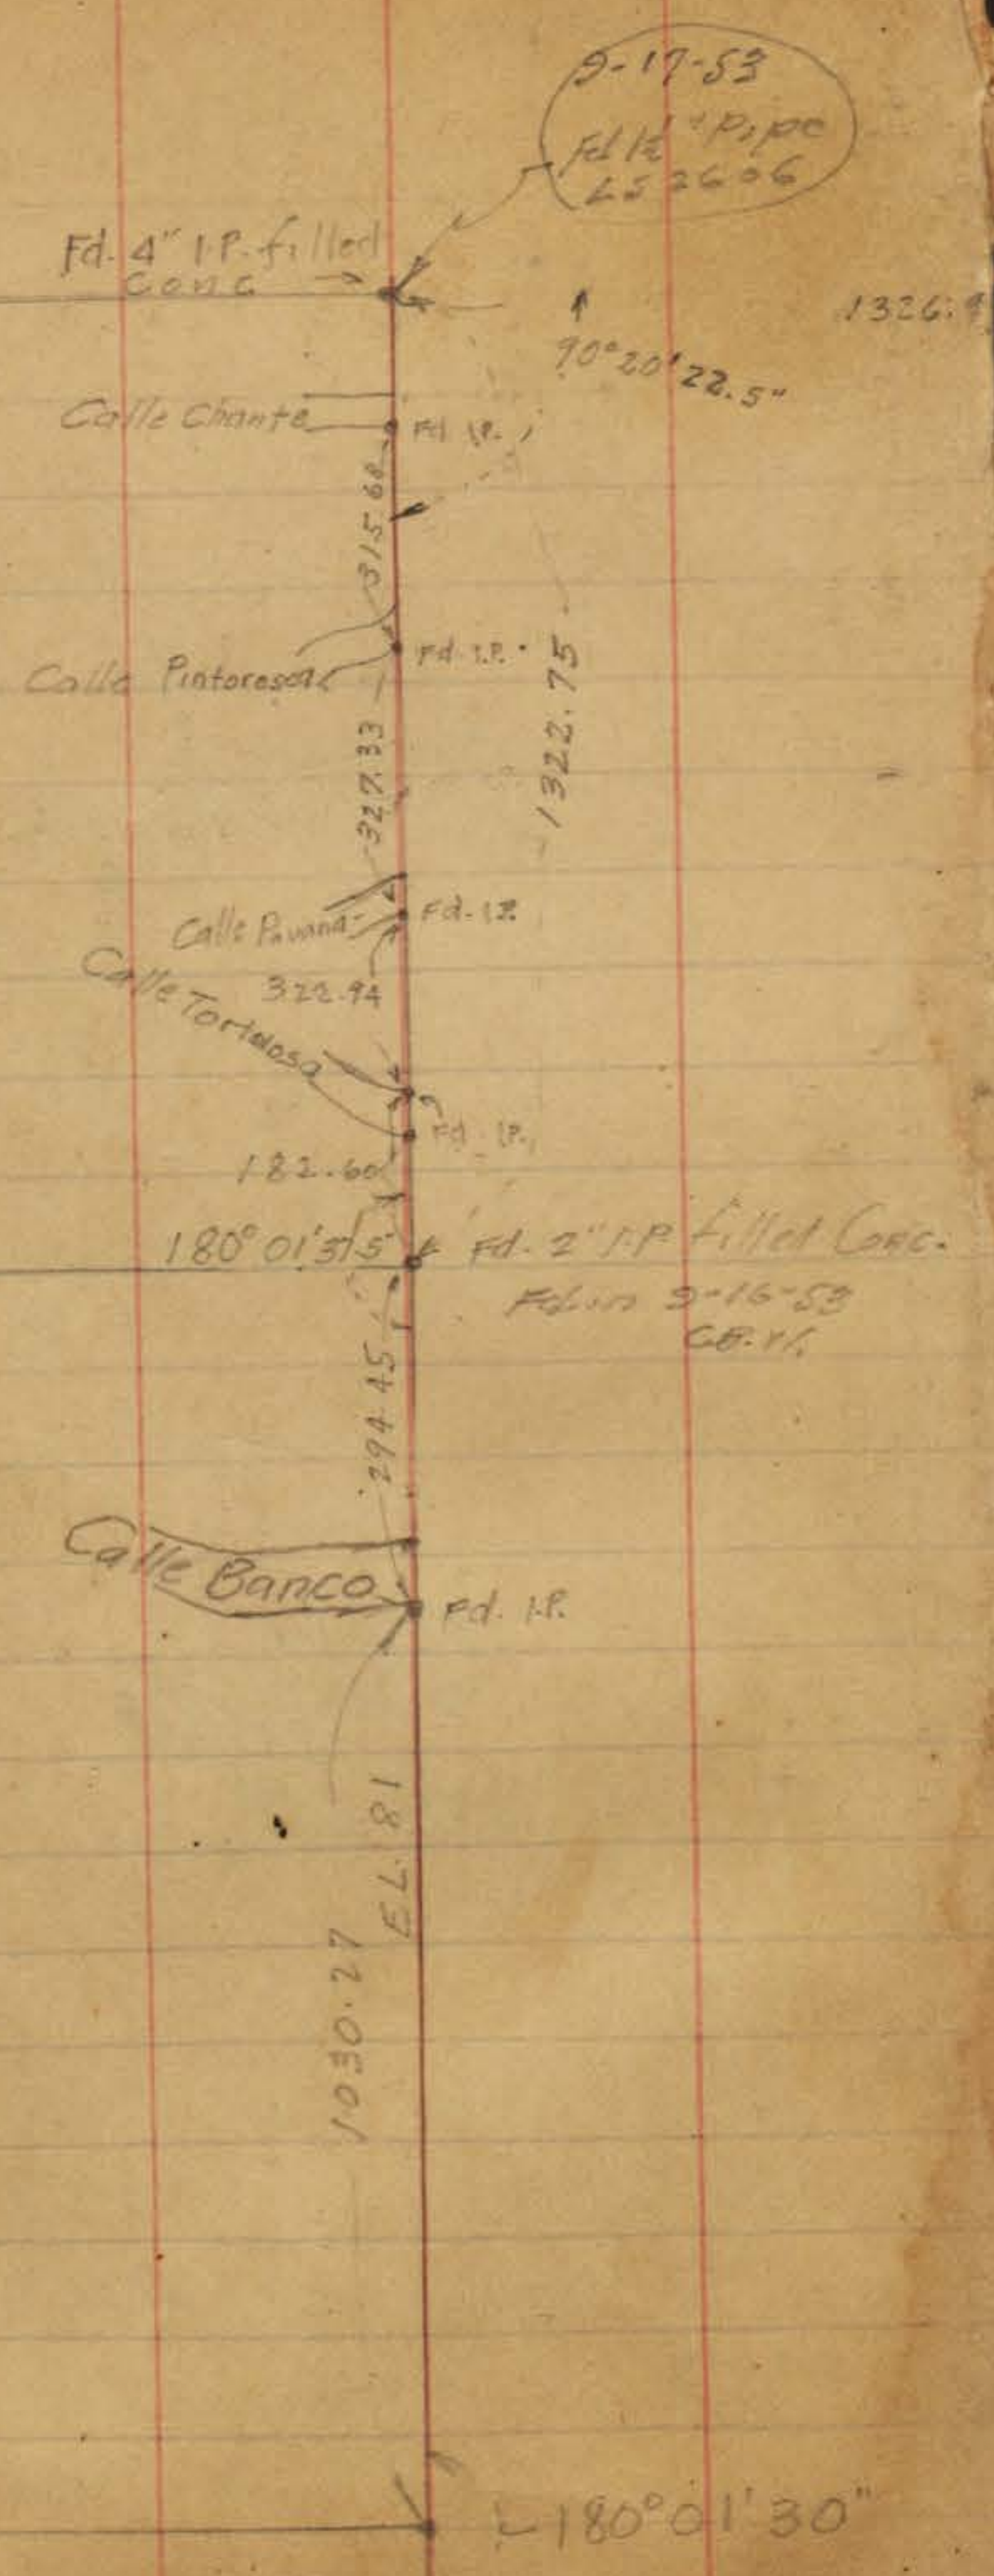 9-17-53
Fd 1½" Pipe
LS 2606
Fd. 4" I.P. filled
Conc
1326.9
90° 20' 22.5"
Calle Chante
Fd I.P.
315.68
Fd. I.P.
Calle Pintoresca
1322.75
327.33
Calle Pavana
Fd. I.P.
Calle Tortuosa
322.94
Fd. I.P.
182.60
180° 01' 31.5"
Fd. 2" I.P. filled Conc.
9-16-53
294.45
Calle Banco
Fd. I.P.
EL. 81
1030.27
180° 01' 30"